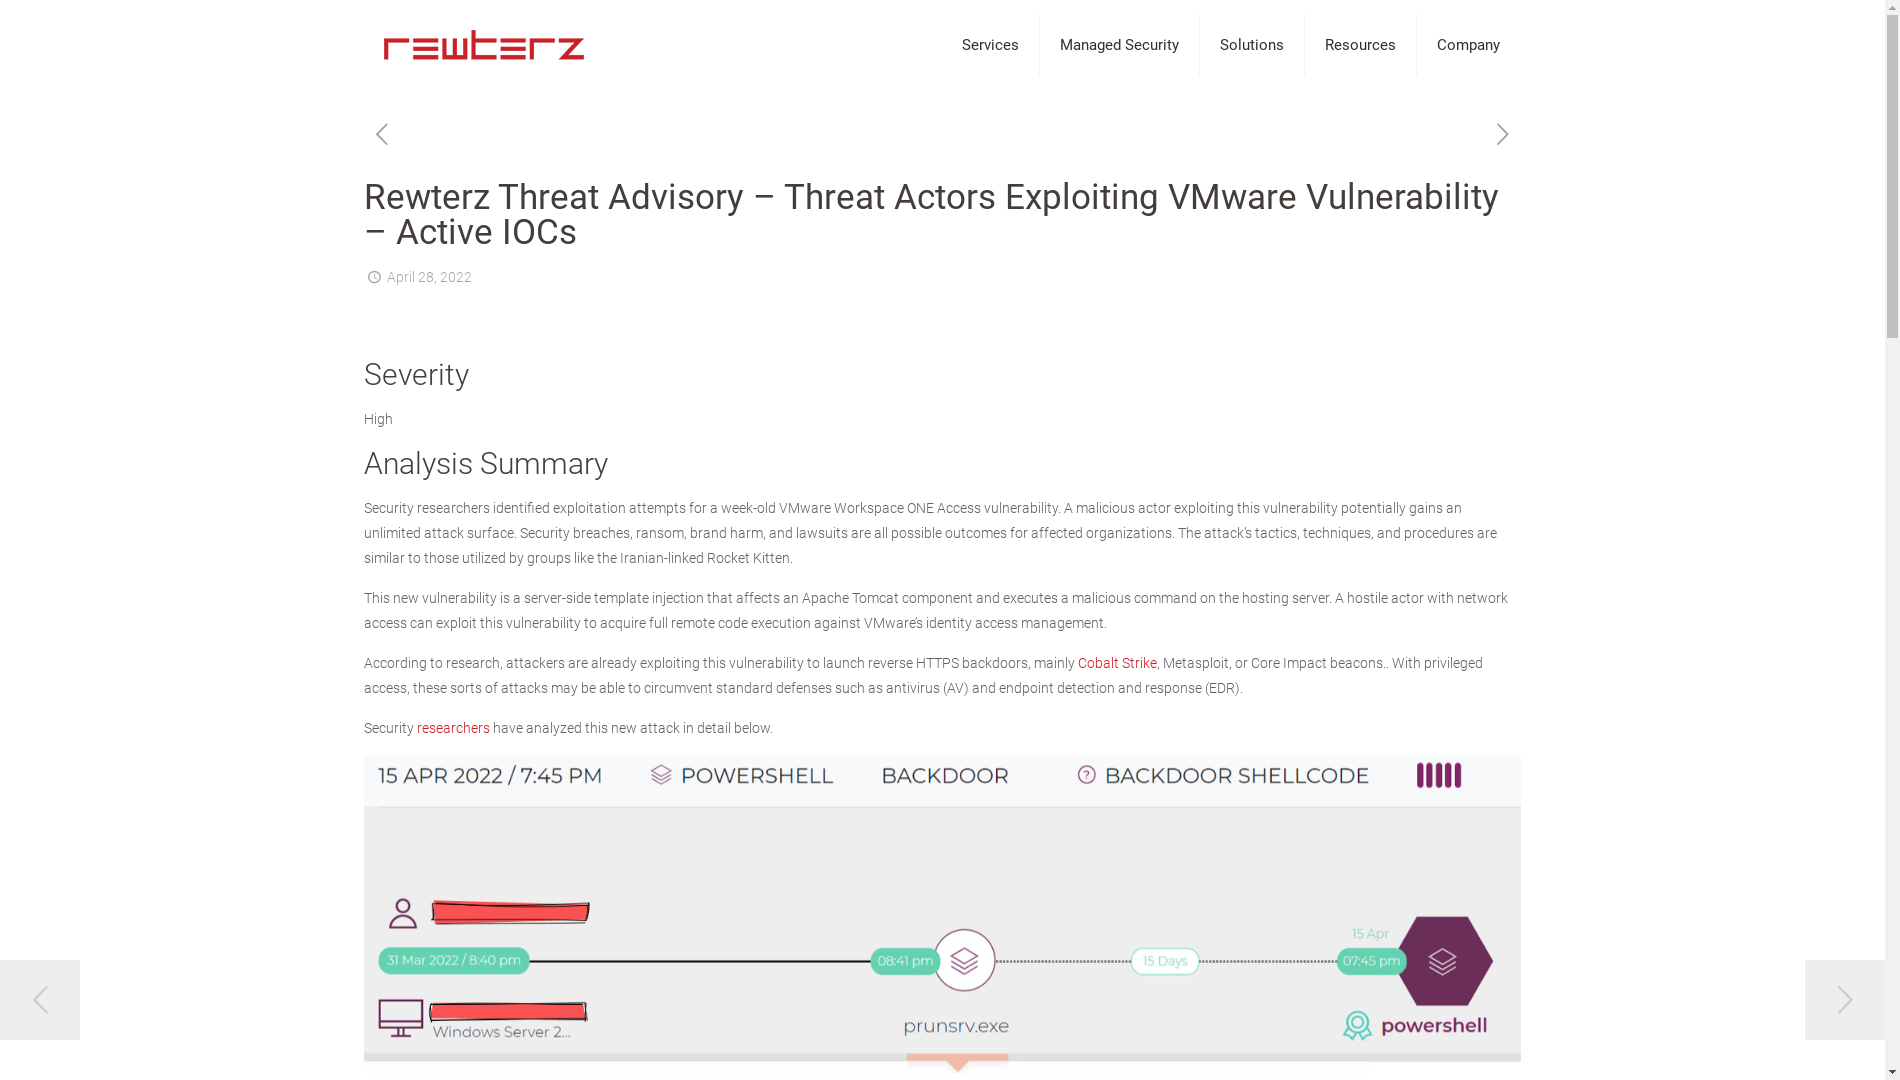 rewterz
Services
Managed Security
Solutions
Resources
Company
Rewterz Threat Advisory – Threat Actors Exploiting VMware Vulnerability
– Active IOCs
April 28, 2022
Severity
High
Analysis Summary
Security researchers identified exploitation attempts for a week-old VMware Workspace ONE Access vulnerability. A malicious actor exploiting this vulnerability potentially gains an
unlimited attack surface. Security breaches, ransom, brand harm, and lawsuits are all possible outcomes for affected organizations. The attack’s tactics, techniques, and procedures are
similar to those utilized by groups like the Iranian-linked Rocket Kitten.
This new vulnerability is a server-side template injection that affects an Apache Tomcat component and executes a malicious command on the hosting server. A hostile actor with network
access can exploit this vulnerability to acquire full remote code execution against VMware’s identity access management.
According to research, attackers are already exploiting this vulnerability to launch reverse HTTPS backdoors, mainly Cobalt Strike, Metasploit, or Core Impact beacons.. With privileged
access, these sorts of attacks may be able to circumvent standard defenses such as antivirus (AV) and endpoint detection and response (EDR).
Security researchers have analyzed this new attack in detail below.
15 APR 2022 / 7:45 PM
POWERSHELL
BACKDOOR
BACKDOOR SHELLCODE
15 Apr
31 Mar 2022 / 8:40 pm
08:41 pm
15 Days
07:45 pm
Windows Server 2...
prunsrv.exe
powershell